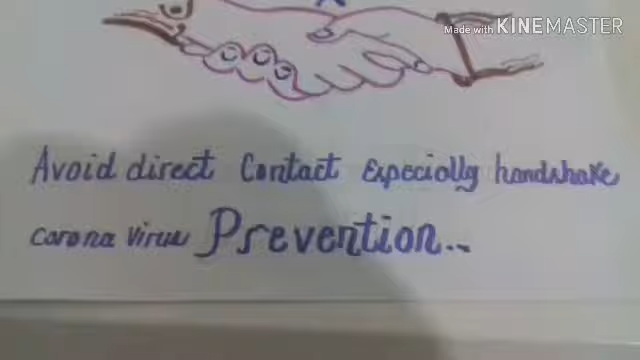 Made with KINEMASTER
Avoid direct Contact Especially handshake
Corona Virus Prevention..